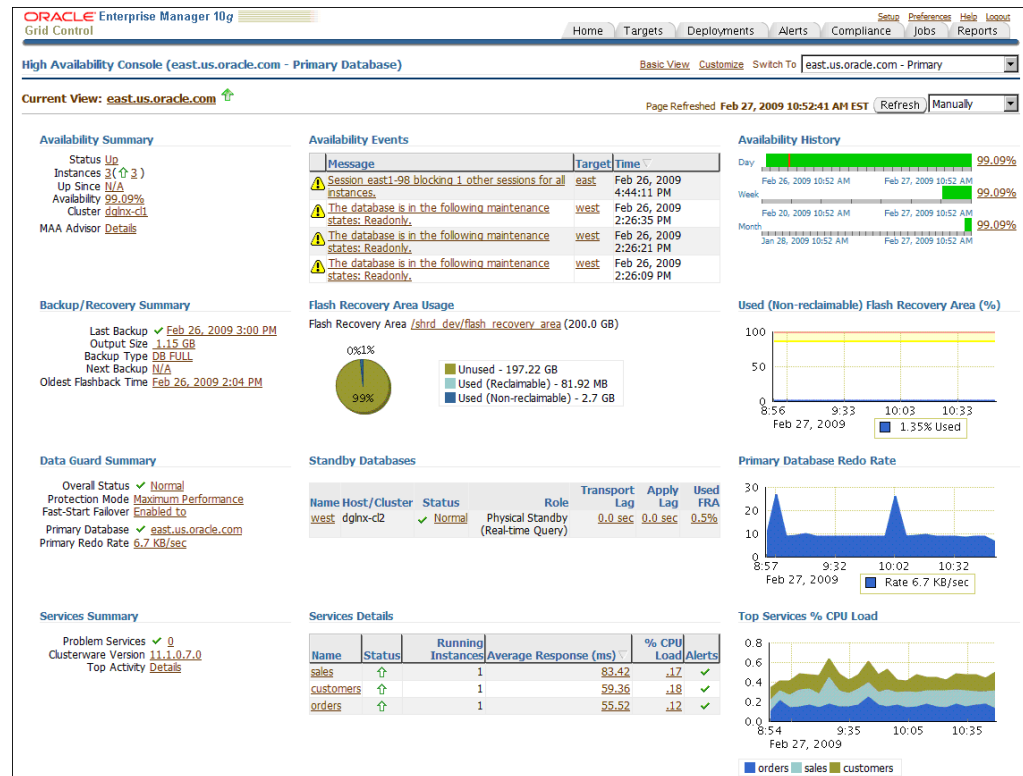 ORACLE Enterprise Manager 10g
Grid Control
Setup Preferences Help Logout
Home Targets Deployments Alerts Compliance Jobs Reports
High Availability Console (east.us.oracle.com - Primary Database)
Basic View Customize Switch To east.us.oracle.com - Primary
Current View: east.us.oracle.com
Page Refreshed Feb 27, 2009 10:52:41 AM EST Refresh Manually
Availability Summary
Status Up
Instances 3(3)
Up Since N/A
Availability 99.09%
Cluster dglnx-cl1
MAA Advisor Details
Availability Events
Message Target Time
Session east1-98 blocking 1 other sessions for all instances. east Feb 26, 2009 4:44:11 PM
The database is in the following maintenance states: Readonly. west Feb 26, 2009 2:26:35 PM
The database is in the following maintenance states: Readonly. west Feb 26, 2009 2:26:21 PM
The database is in the following maintenance states: Readonly. west Feb 26, 2009 2:26:09 PM
Availability History
Day 99.09%
Feb 26, 2009 10:52 AM Feb 27, 2009 10:52 AM
Week 99.09%
Feb 20, 2009 10:52 AM Feb 27, 2009 10:52 AM
Month 99.09%
Jan 28, 2009 10:52 AM Feb 27, 2009 10:52 AM
Backup/Recovery Summary
Last Backup Feb 26, 2009 3:00 PM
Output Size 1.15 GB
Backup Type DB FULL
Next Backup N/A
Oldest Flashback Time Feb 26, 2009 2:04 PM
Flash Recovery Area Usage
Flash Recovery Area /shrd_dev/flash_recovery_area (200.0 GB)
0%1%
99%
Unused - 197.22 GB
Used (Reclaimable) - 81.92 MB
Used (Non-reclaimable) - 2.7 GB
Used (Non-reclaimable) Flash Recovery Area (%)
100
50
0
8:56 9:33 10:03 10:33
Feb 27, 2009
1.35% Used
Data Guard Summary
Overall Status Normal
Protection Mode Maximum Performance
Fast-Start Failover Enabled to
Primary Database east.us.oracle.com
Primary Redo Rate 6.7 KB/sec
Standby Databases
Name Host/Cluster Status Role Transport Lag Apply Lag Used FRA
west dglnx-cl2 Normal Physical Standby (Real-time Query) 0.0 sec 0.0 sec 0.5%
Primary Database Redo Rate
30
20
10
0
8:57 9:32 10:02 10:32
Feb 27, 2009
Rate 6.7 KB/sec
Services Summary
Problem Services 0
Clusterware Version 11.1.0.7.0
Top Activity Details
Services Details
Name Status Running Instances Average Response (ms) % CPU Load Alerts
sales 1 83.42 .17
customers 1 59.36 .18
orders 1 55.52 .12
Top Services % CPU Load
0.8
0.6
0.4
0.2
0.0
8:54 9:35 10:05 10:35
Feb 27, 2009
orders sales customers